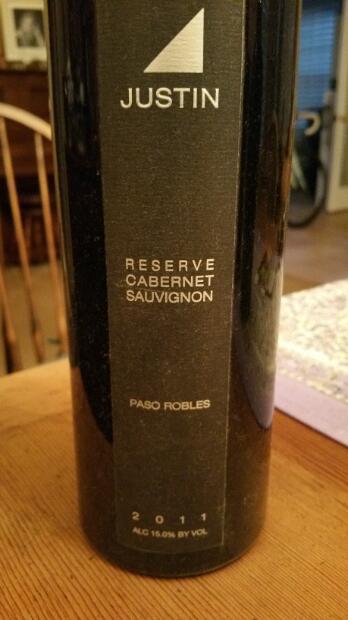 JUSTIN
RESERVE
CABERNET
SAUVIGNON
PASO ROBLES
2011
ALC 15.0% BY VOL